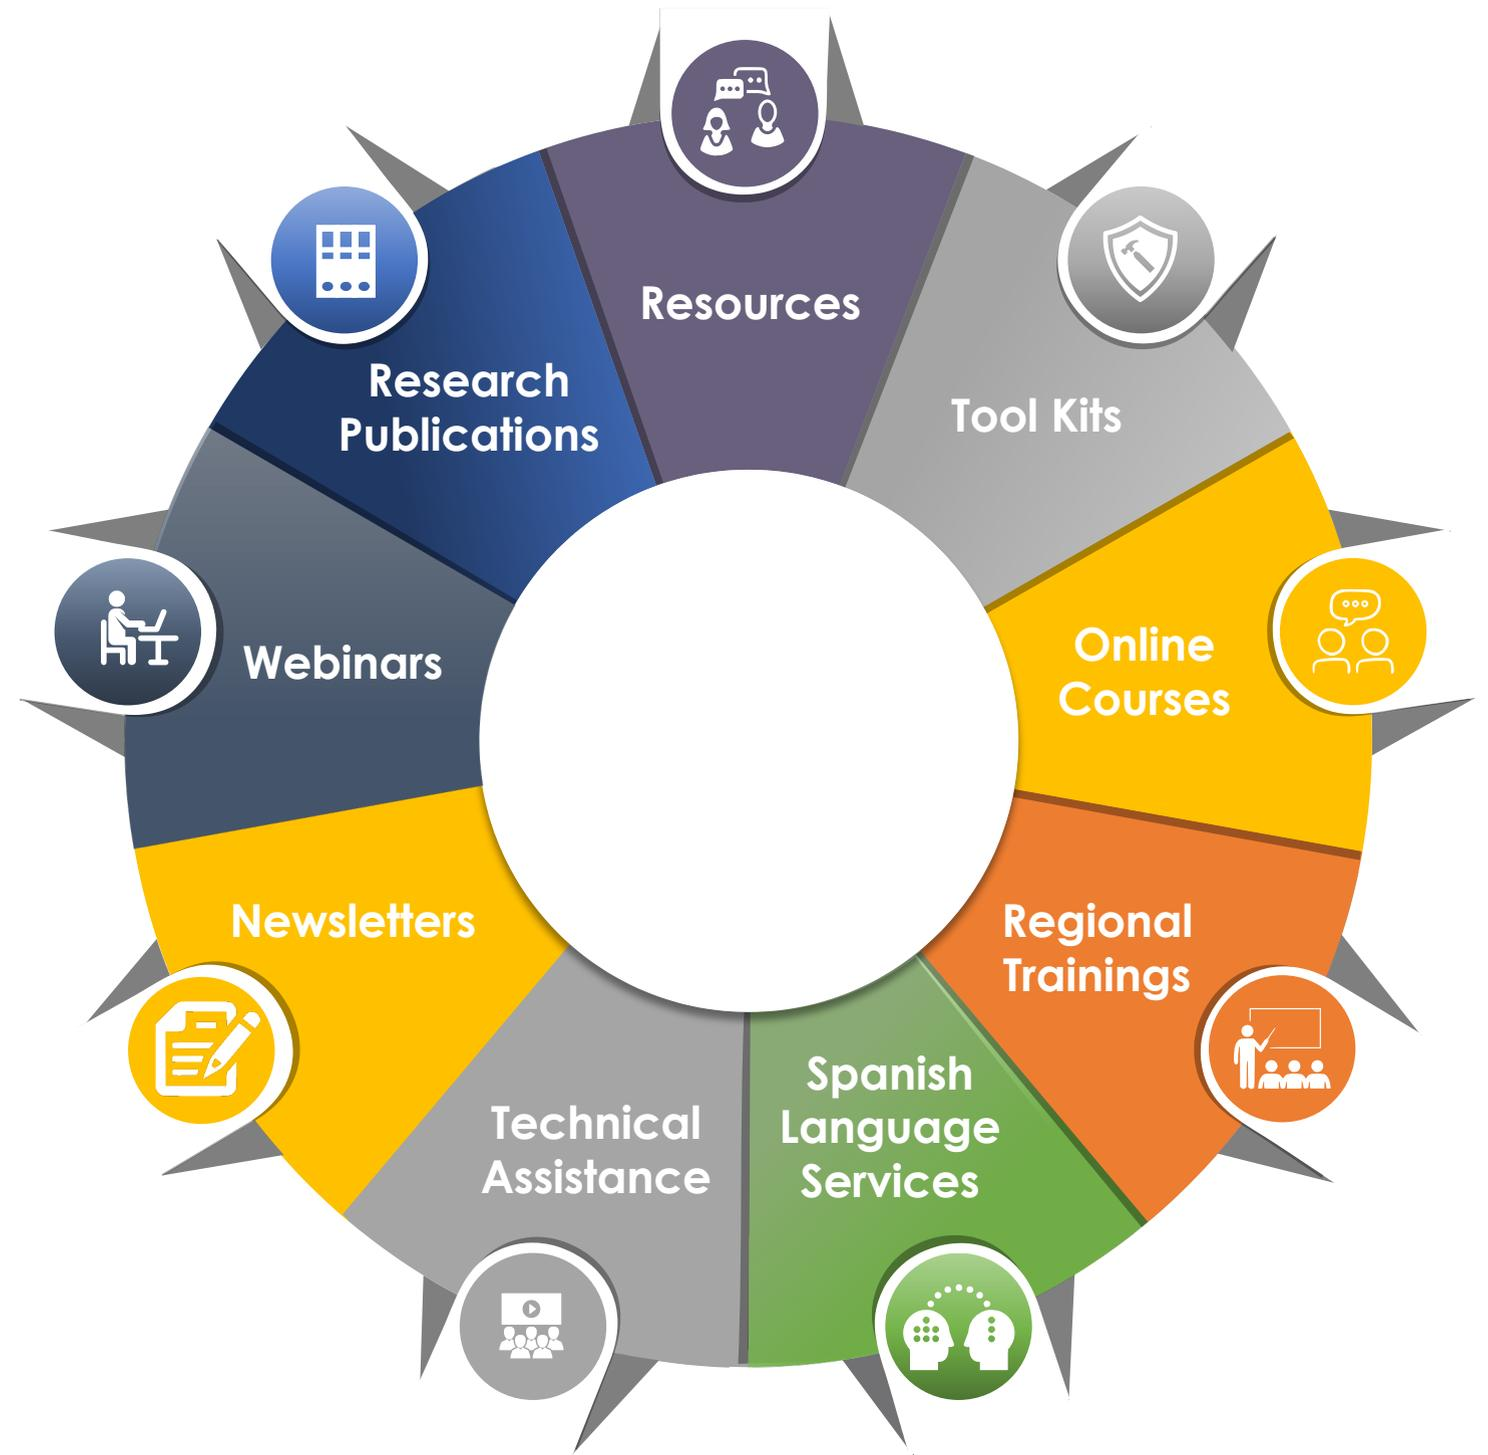 Resources
Tool Kits
Online
Courses
Regional
Trainings
Spanish
Language
Services
Technical
Assistance
Newsletters
Webinars
Research
Publications